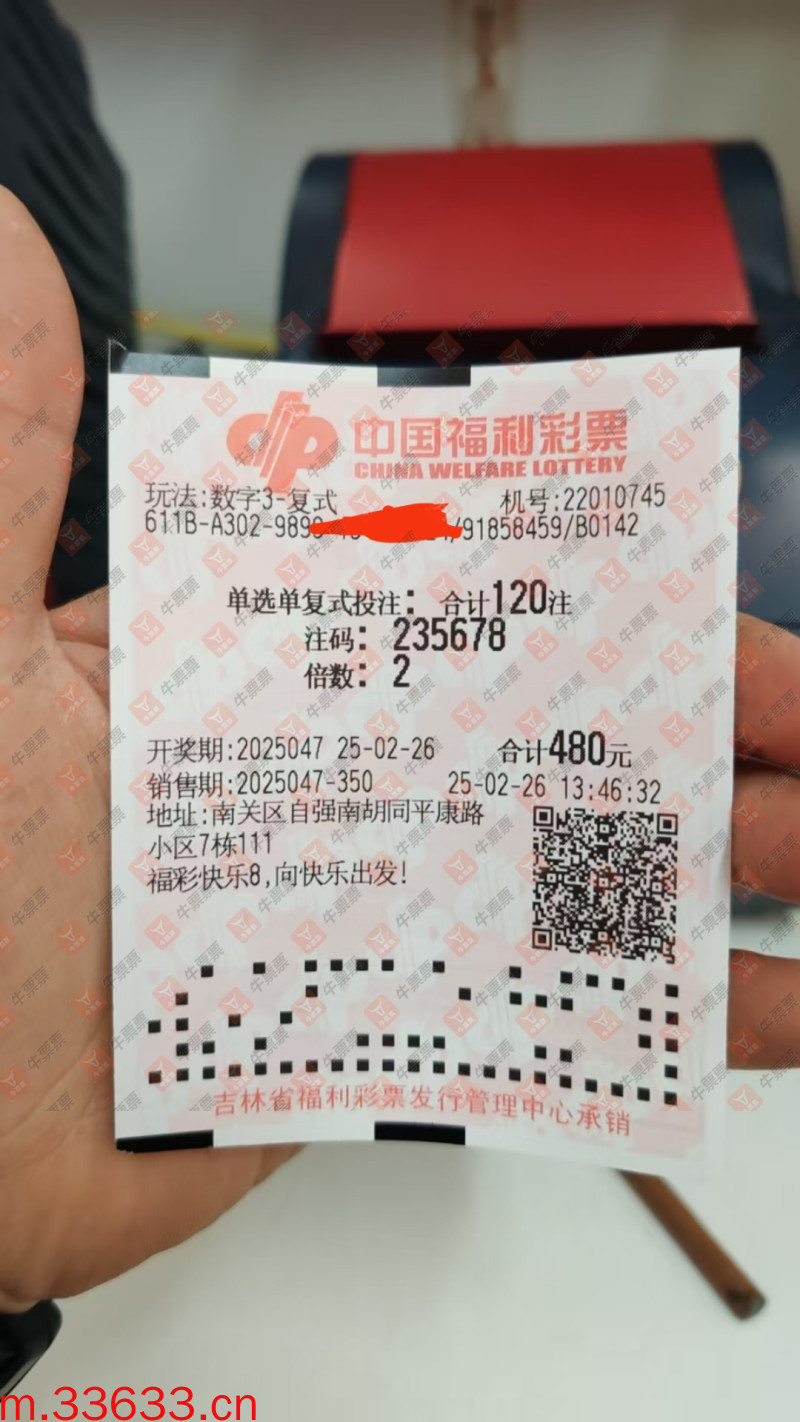 中国福利彩票
CHINA WELFARE LOTTERY
玩法:数字3-复式 机号:22010745
611B-A302-989 /91858459/B0142
单选单复式投注: 合计120注
注码: 235678
倍数: 2
开奖期:2025047 25-02-26 合计480元
销售期:2025047-350 25-02-26 13:46:32
地址:南关区自强南胡同平康路
小区7栋111
福彩快乐8,向快乐出发!
吉林省福利彩票发行管理中心承销
牛票票
m.33633.cn